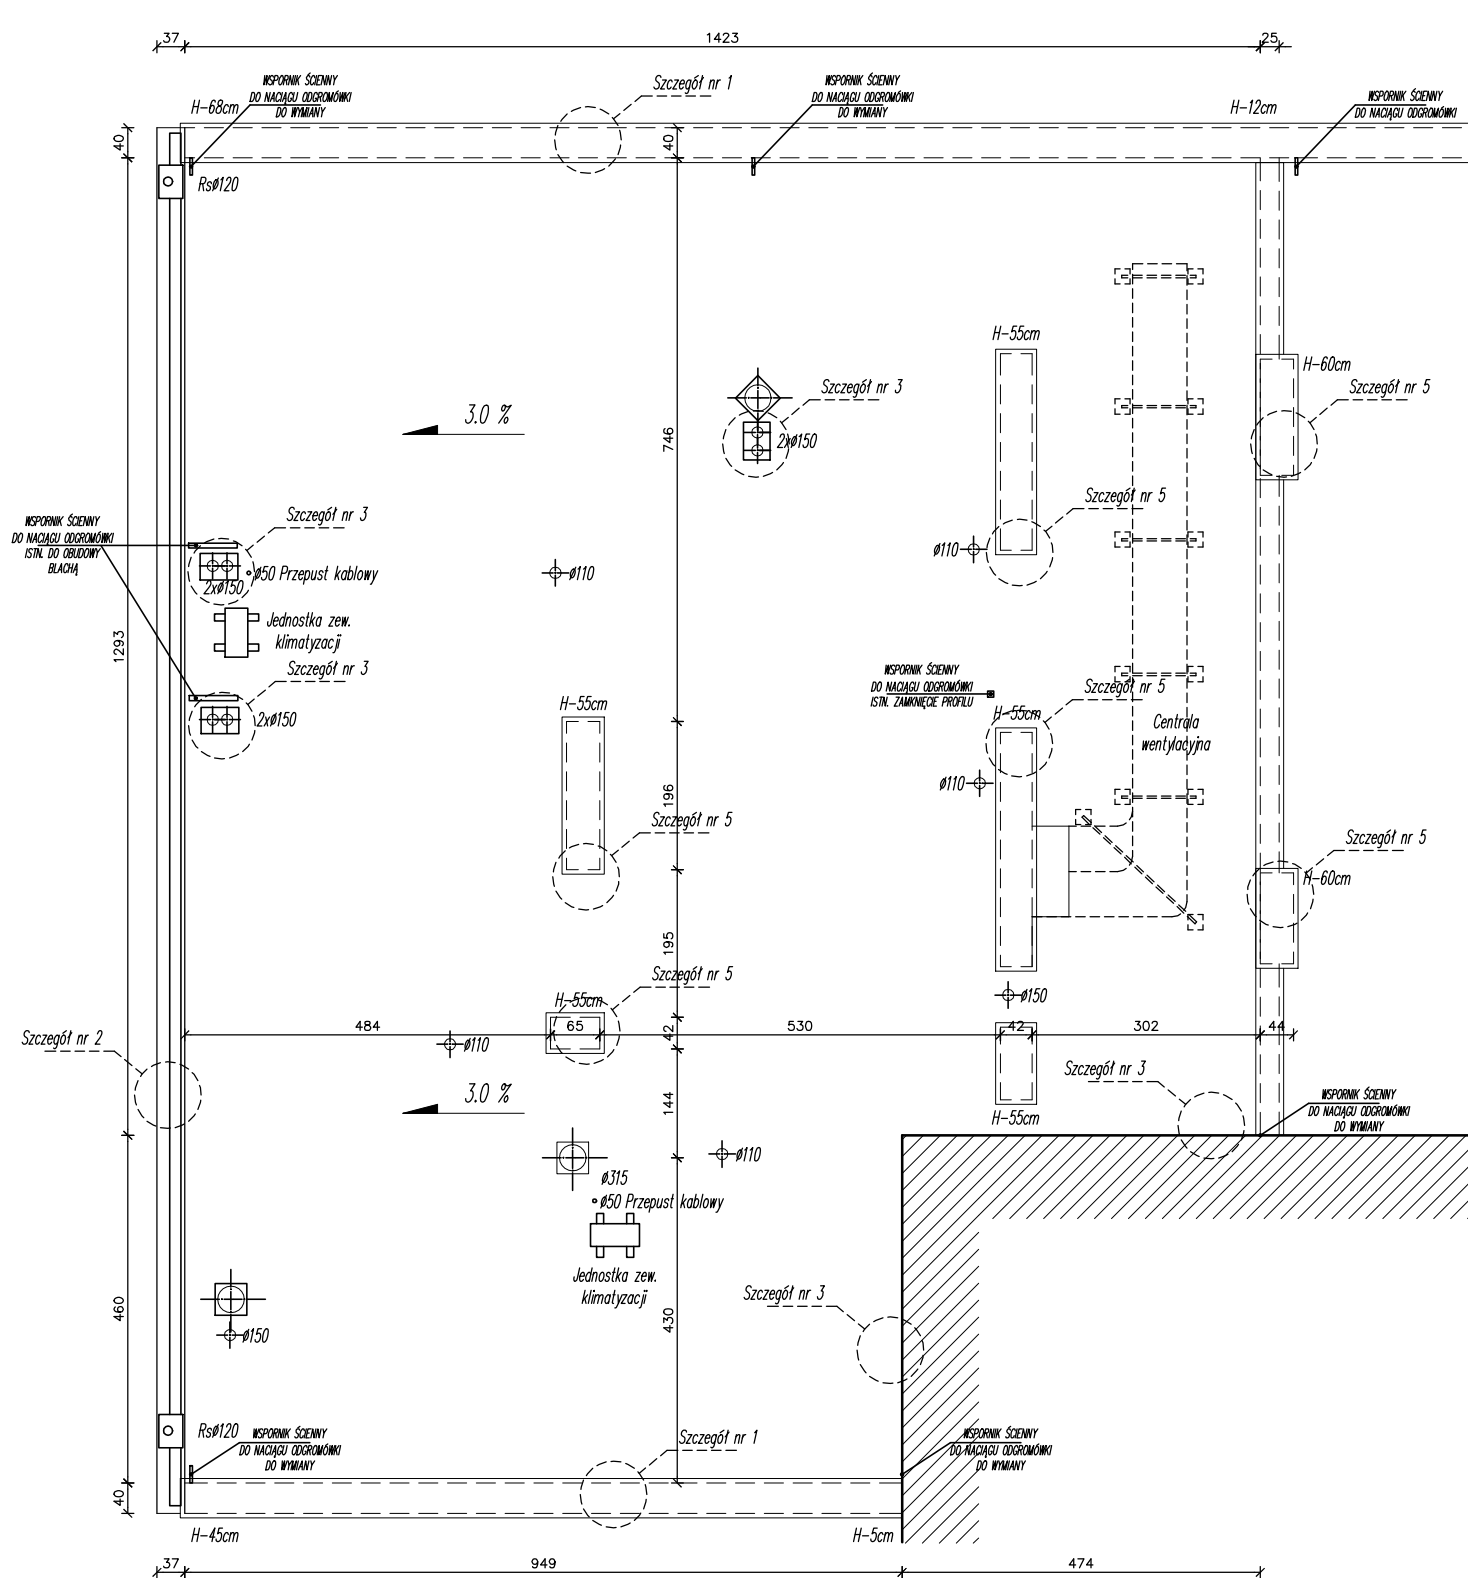 37
1423
25
WSPORNIK ŚCIENNY
DO NACIĄGU ODGROMÓWKI
DO WYMIANY
Szczegół nr 1
WSPORNIK ŚCIENNY
DO NACIĄGU ODGROMÓWKI
DO WYMIANY
WSPORNIK ŚCIENNY
DO NACIĄGU ODGROMÓWKI
H-68cm
H-12cm
40
40
Rsø120
H-55cm
H-60cm
Szczegół nr 3
Szczegół nr 5
3.0 %
746
2xø150
Szczegół nr 5
Szczegół nr 3
WSPORNIK ŚCIENNY
DO NACIĄGU ODGROMÓWKI
ISTN. DO OBUDOWY
BLACHĄ
ø110
ø50 Przepust kablowy
2xø150
ø110
Jednostka zew.
klimatyzacji
1293
Szczegół nr 3
WSPORNIK ŚCIENNY
DO NACIĄGU ODGROMÓWKI
ISTN. ZAMKNIĘCIE PROFILU
Szczegół nr 5
H-55cm
H-55cm
2xø150
Centrala
wentylacyjna
ø110
196
Szczegół nr 5
Szczegół nr 5
H-60cm
195
Szczegół nr 5
H-55cm
ø150
484
65
42
530
42
302
44
Szczegół nr 2
ø110
Szczegół nr 3
3.0 %
144
H-55cm
WSPORNIK ŚCIENNY
DO NACIĄGU ODGROMÓWKI
DO WYMIANY
ø110
ø315
ø50 Przepust kablowy
Jednostka zew.
klimatyzacji
Szczegół nr 3
460
430
ø150
Rsø120
WSPORNIK ŚCIENNY
DO NACIĄGU ODGROMÓWKI
DO WYMIANY
Szczegół nr 1
WSPORNIK ŚCIENNY
DO NACIĄGU ODGROMÓWKI
DO WYMIANY
40
H-45cm
H-5cm
37
949
474